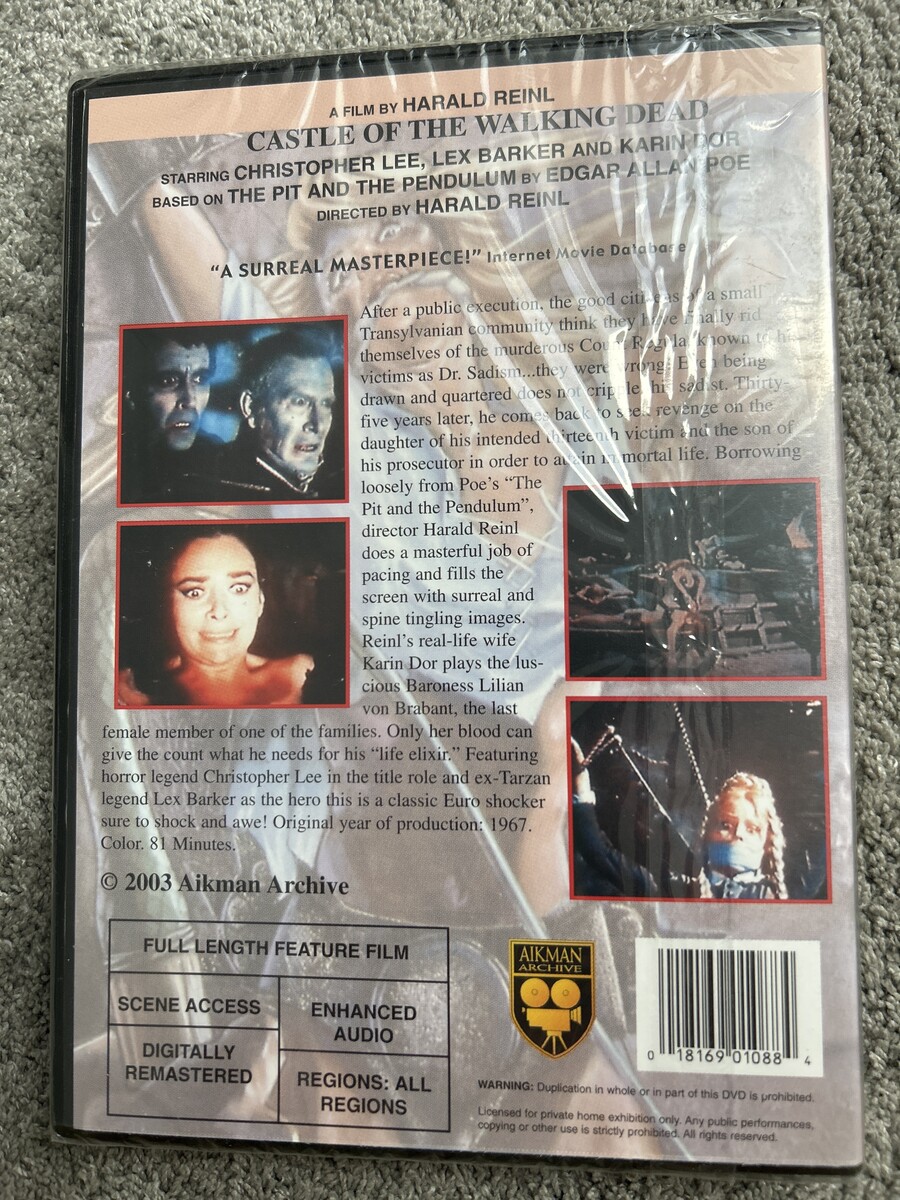 A FILM BY HARALD REINL
CASTLE OF THE WALKING DEAD
STARRING CHRISTOPHER LEE, LEX BARKER AND KARIN DOR
BASED ON THE PIT AND THE PENDULUM BY EDGAR ALLAN POE
DIRECTED BY HARALD REINL
"A SURREAL MASTERPIECE!" Internet Movie Database
After a public execution, the good citizens of a small
Transylvanian community think they have finally rid
themselves of the murderous Count Regula, known to his
victims as Dr. Sadism...they were wrong! Even being
drawn and quartered does not cripple this sadist. Thirty-
five years later, he comes back to seek revenge on the
daughter of his intended thirteenth victim and the son of
his prosecutor in order to attain immortal life. Borrowing
loosely from Poe's "The
Pit and the Pendulum",
director Harald Reinl
does a masterful job of
pacing and fills the
screen with surreal and
spine tingling images.
Reinl's real-life wife
Karin Dor plays the lus-
cious Baroness Lilian
von Brabant, the last
female member of one of the families. Only her blood can
give the count what he needs for his "life elixir." Featuring
horror legend Christopher Lee in the title role and ex-Tarzan
legend Lex Barker as the hero this is a classic Euro shocker
sure to shock and awe! Original year of production: 1967.
Color. 81 Minutes.
© 2003 Aikman Archive
FULL LENGTH FEATURE FILM
SCENE ACCESS
DIGITALLY
REMASTERED
ENHANCED
AUDIO
REGIONS: ALL
REGIONS
AIKMAN
ARCHIVE
0 18169 01088 4
WARNING: Duplication in whole or in part of this DVD is prohibited.
Licensed for private home exhibition only. Any public performances,
copying or other use is strictly prohibited. All rights reserved.